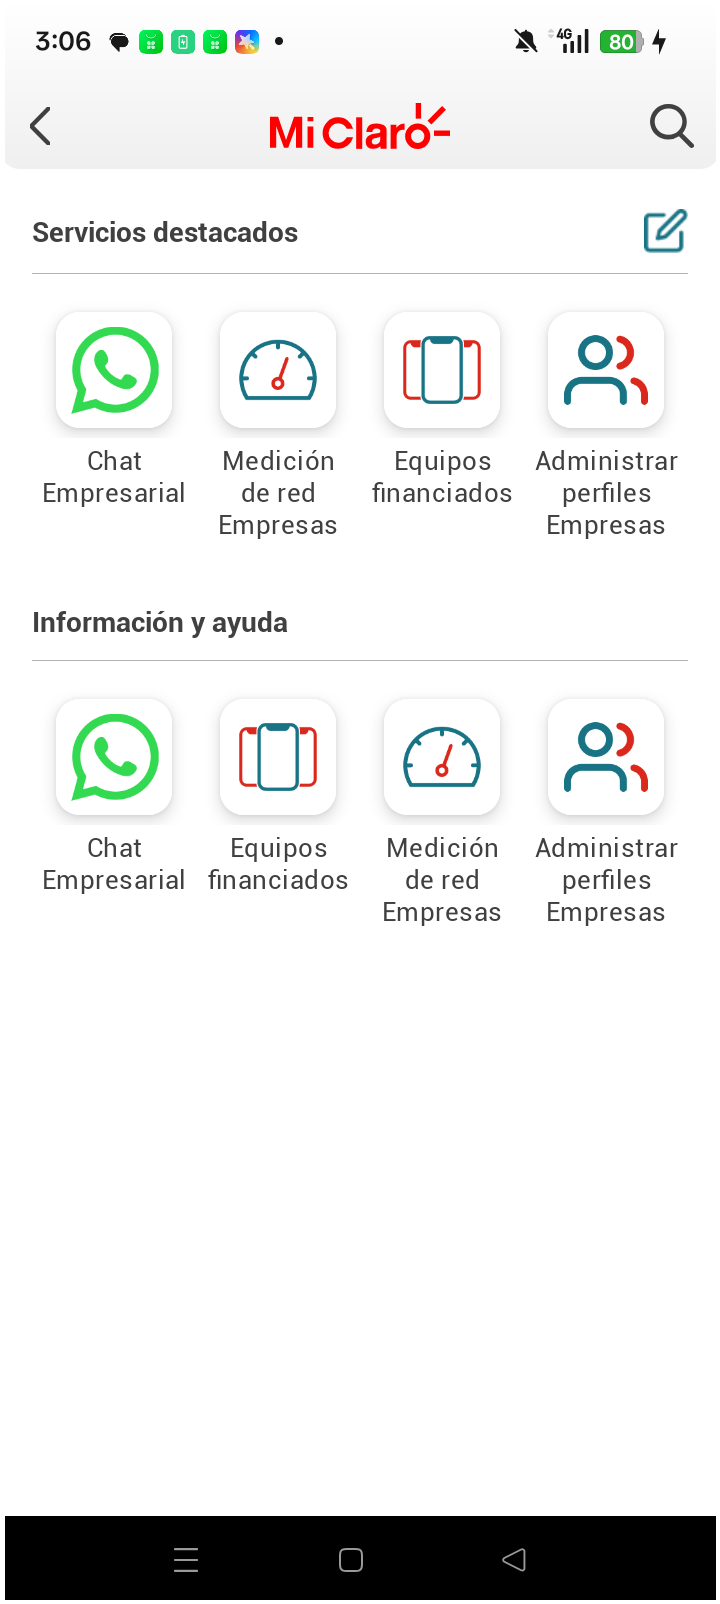 3:06
4G
80
Mi Claro
Servicios destacados
Chat
Empresarial
Medición
de red
Empresas
Equipos
financiados
Administrar
perfiles
Empresas
Información y ayuda
Chat
Empresarial
Equipos
financiados
Medición
de red
Empresas
Administrar
perfiles
Empresas